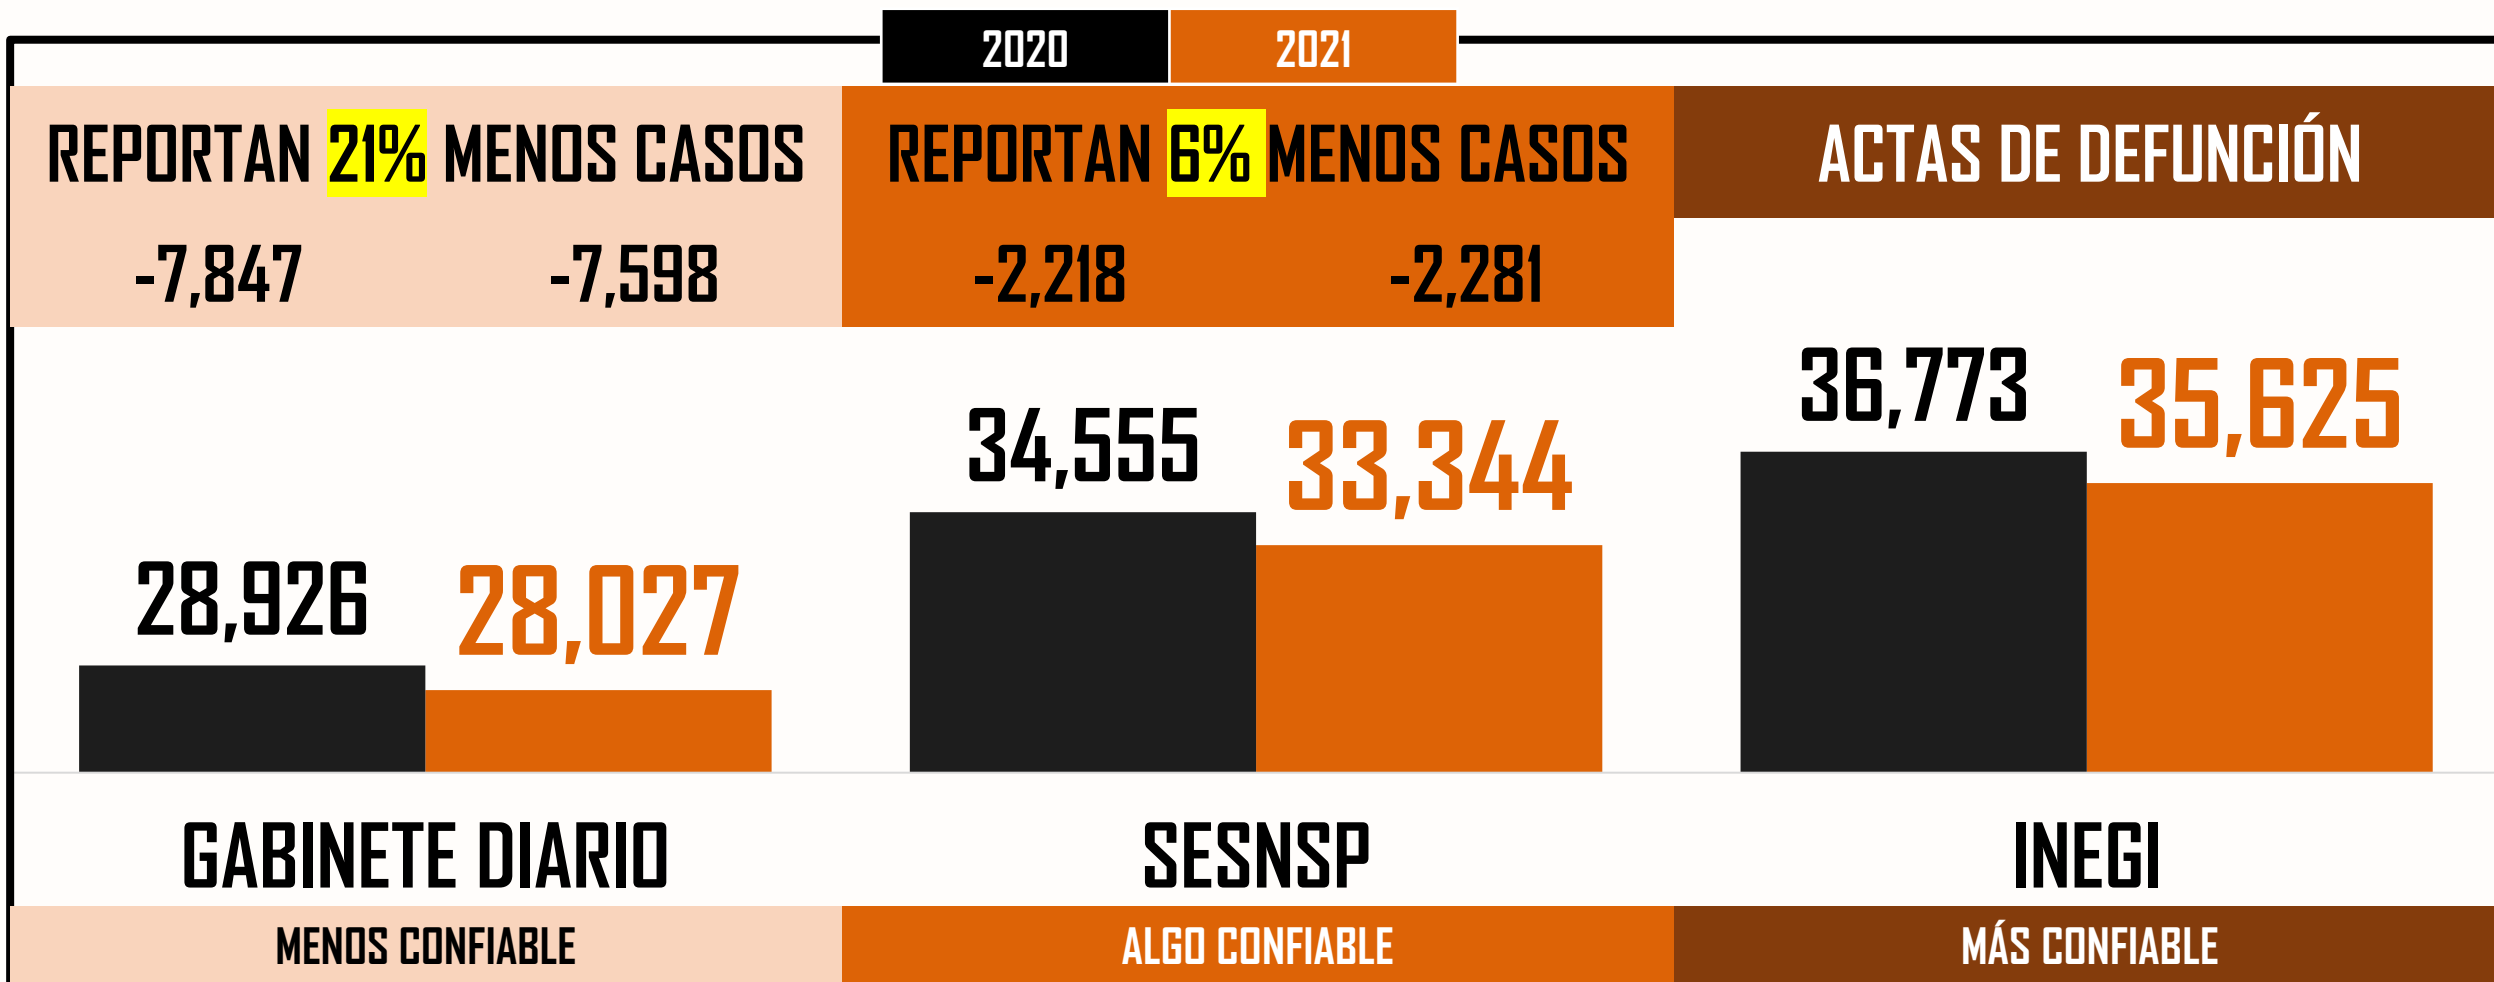 2020 2021
REPORTAN 21% MENOS CASOS REPORTAN 6% MENOS CASOS ACTAS DE DEFUNCIÓN
-7,847 -7,598 -2,218 -2,281
36,773 35,625
34,555 33,344
28,926 28,027
GABINETE DIARIO SESNSP INEGI
MENOS CONFIABLE ALGO CONFIABLE MÁS CONFIABLE